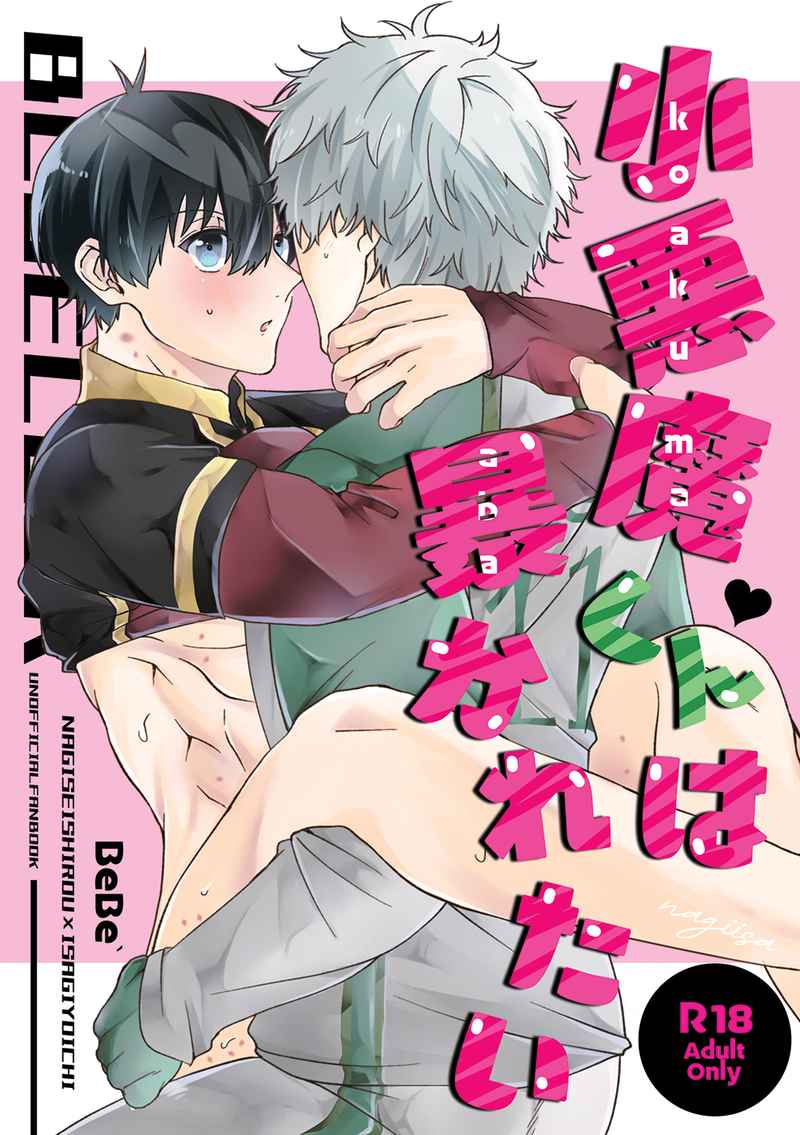 小悪魔くんは
koakuma
暴かれたい
aba
UNOFFICIALFANBOOK
NAGISEISHIROU×ISAGIYOICHI
BeBe`
nagiisa
R18
Adult
Only